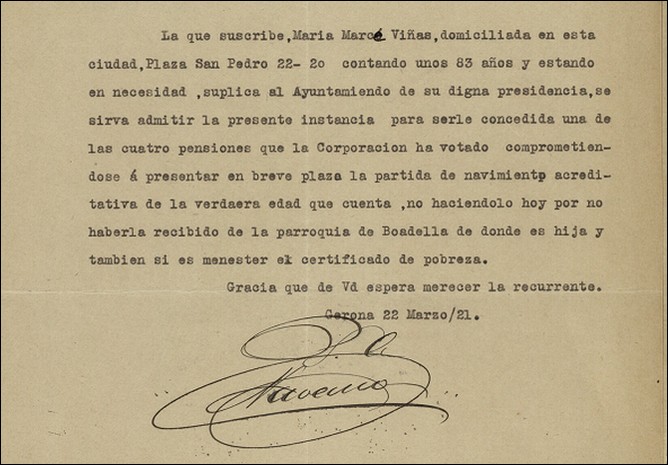 La que suscribe,Maria Marcé Viñas,domiciliada en esta
ciudad,Plaza San Pedro 22- 2o contando unos 83 años y estando
en necesidad ,suplica al Ayuntamiendo de su digna presidencia,se
sirva admitir la presente instancia para serle concedida una de
las cuatro pensiones que la Corporacion ha votado comprometien-
dose á presentar en breve plaza la partida de navimientp acredi-
tativa de la verdaera edad que cuenta ,no haciendolo hoy por no
haberla recibido de la parroquia de Boadella de donde es hija y
tambien si es menester el certificado de pobreza.
Gracia que de Vd espera merecer la recurrente.
Gerona 22 Marzo/21.